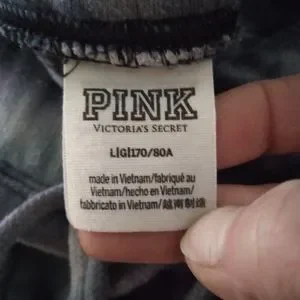 PINK
VICTORIA'S SECRET
L|G|170/80A
made in Vietnam/fabriqué au
Vietnam/hecho en Vietnam/
fabbricato in Vietnam/越南制造